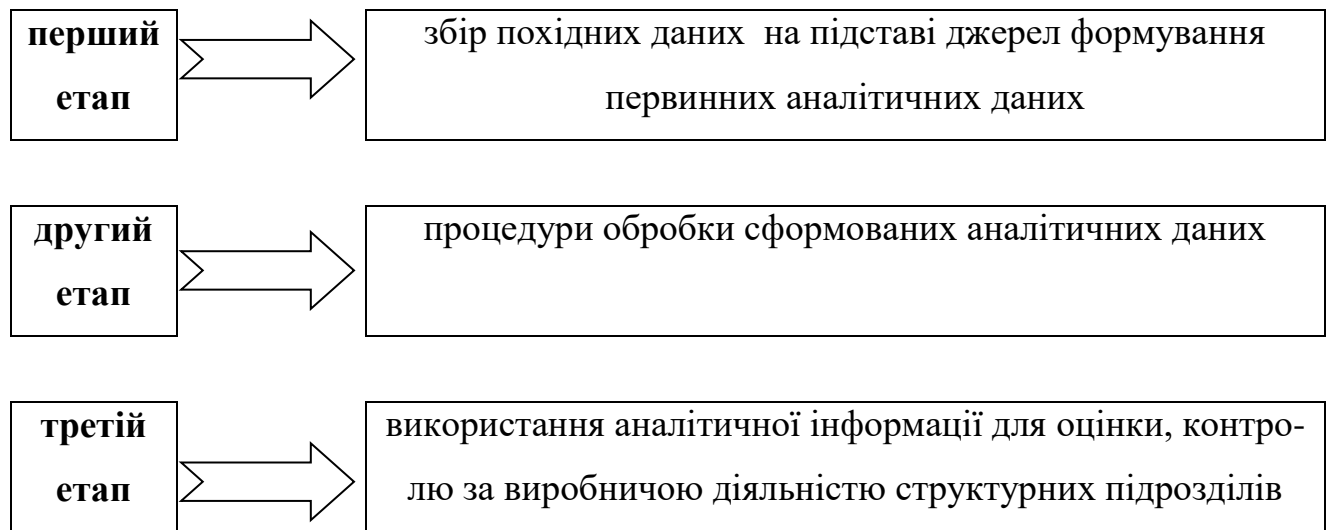 перший
етап
збір похідних даних на підставі джерел формування
первинних аналітичних даних
другий
етап
процедури обробки сформованих аналітичних даних
третій
етап
використання аналітичної інформації для оцінки, контро-
лю за виробничою діяльністю структурних підрозділів